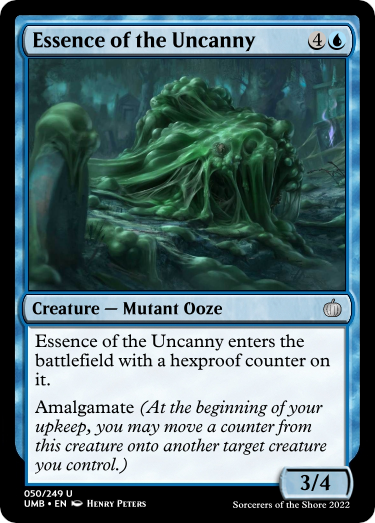 Essence of the Uncanny 4
Creature — Mutant Ooze
Essence of the Uncanny enters the
battlefield with a hexproof counter on
it.
Amalgamate (At the beginning of your
upkeep, you may move a counter from
this creature onto another target creature
you control.)
3/4
050/249 U
UMB • EN Henry Peters
Sorcerers of the Shore 2022